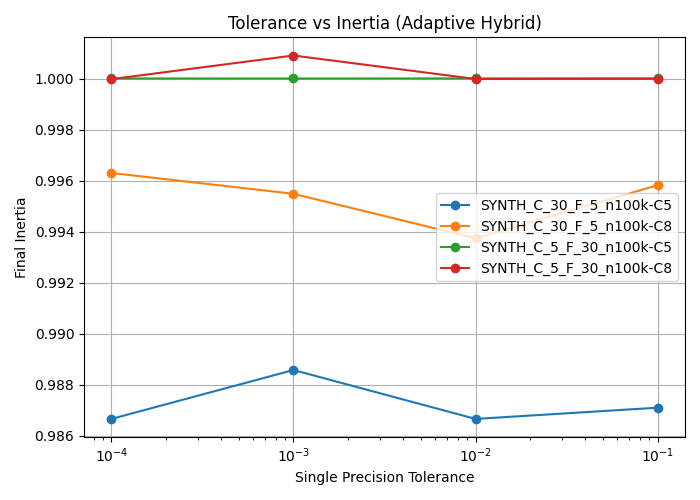 Tolerance vs Inertia (Adaptive Hybrid)
Final Inertia
1.000
0.998
0.996
0.994
0.992
0.990
0.988
0.986
SYNTH_C_30_F_5_n100k-C5
SYNTH_C_30_F_5_n100k-C8
SYNTH_C_5_F_30_n100k-C5
SYNTH_C_5_F_30_n100k-C8
10⁻⁴ 10⁻³ 10⁻² 10⁻¹
Single Precision Tolerance